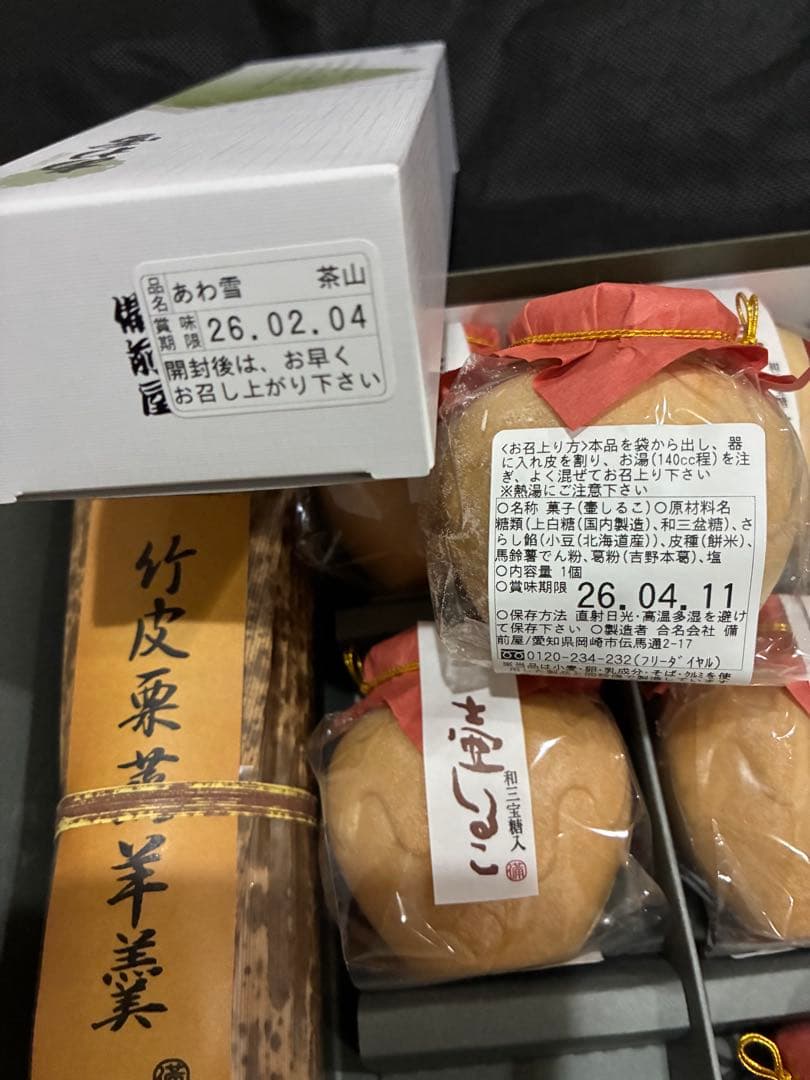 備前屋
品名 あわ雪 茶山
賞味期限 26.02.04
開封後は、お早く
お召し上がり下さい
<お召上り方>本品を袋から出し、器
に入れ皮を割り、お湯(140cc程)を注
ぎ、よく混ぜてお召上り下さい
※熱湯にご注意下さい
○名称 菓子(壷しるこ)○原材料名
糖類(上白糖(国内製造)、和三盆糖)、さ
らし餡(小豆(北海道産))、皮種(餅米)、
馬鈴薯でん粉、葛粉(吉野本葛)、塩
○内容量 1個
○賞味期限 26.04.11
○保存方法 直射日光・高温多湿を避け
て保存下さい ○製造者 合名会社 備
前屋/愛知県岡崎市伝馬通2-17
0120-234-232(フリーダイヤル)
竹皮栗蒸羊羹
壷しるこ
和三宝糖入